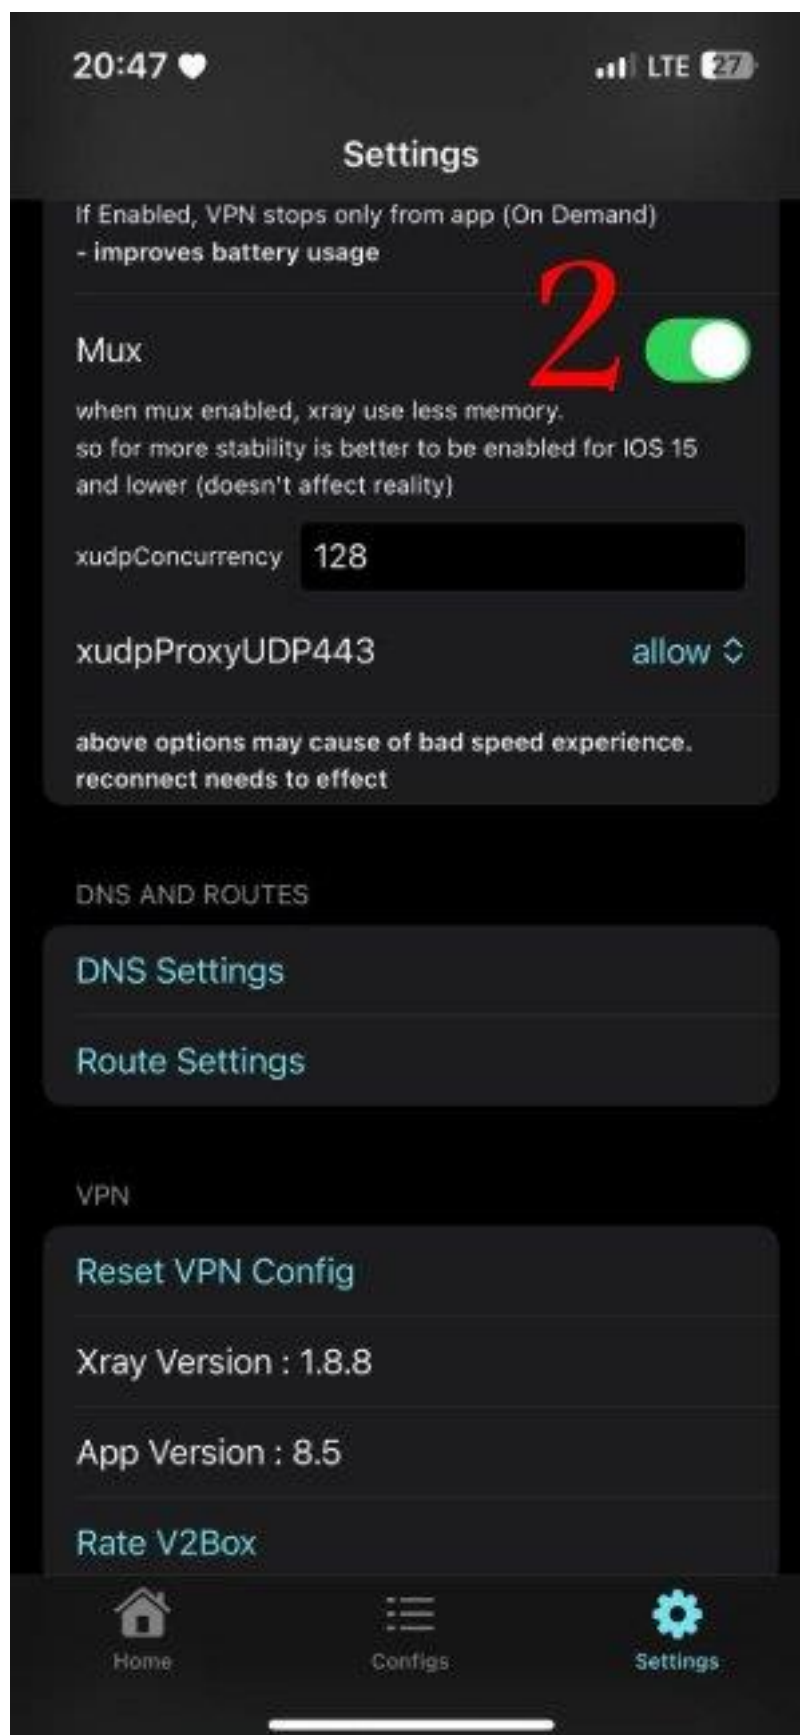 20:47
LTE 27
Settings
If Enabled, VPN stops only from app (On Demand)
- improves battery usage
2
Mux
when mux enabled, xray use less memory.
so for more stability is better to be enabled for IOS 15
and lower (doesn't affect reality)
xudpConcurrency 128
xudpProxyUDP443 allow
above options may cause of bad speed experience.
reconnect needs to effect
DNS AND ROUTES
DNS Settings
Route Settings
VPN
Reset VPN Config
Xray Version : 1.8.8
App Version : 8.5
Rate V2Box
Home Configs Settings